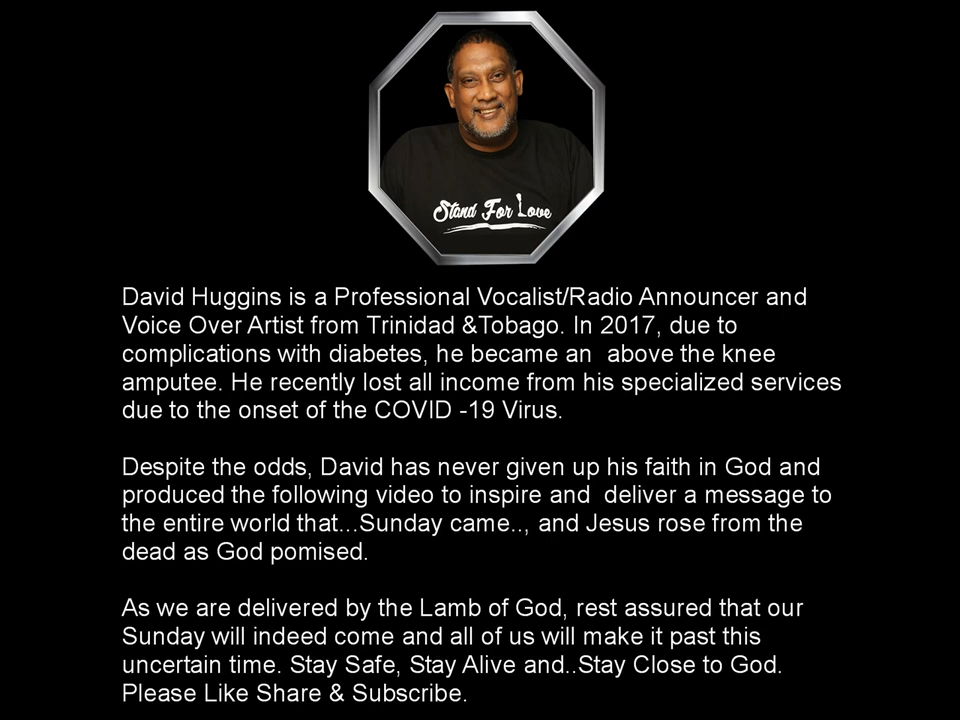 Stand For Love
David Huggins is a Professional Vocalist/Radio Announcer and
Voice Over Artist from Trinidad &Tobago. In 2017, due to
complications with diabetes, he became an  above the knee
amputee. He recently lost all income from his specialized services
due to the onset of the COVID -19 Virus.
Despite the odds, David has never given up his faith in God and
produced the following video to inspire and  deliver a message to
the entire world that...Sunday came.., and Jesus rose from the
dead as God pomised.
As we are delivered by the Lamb of God, rest assured that our
Sunday will indeed come and all of us will make it past this
uncertain time. Stay Safe, Stay Alive and..Stay Close to God.
Please Like Share & Subscribe.